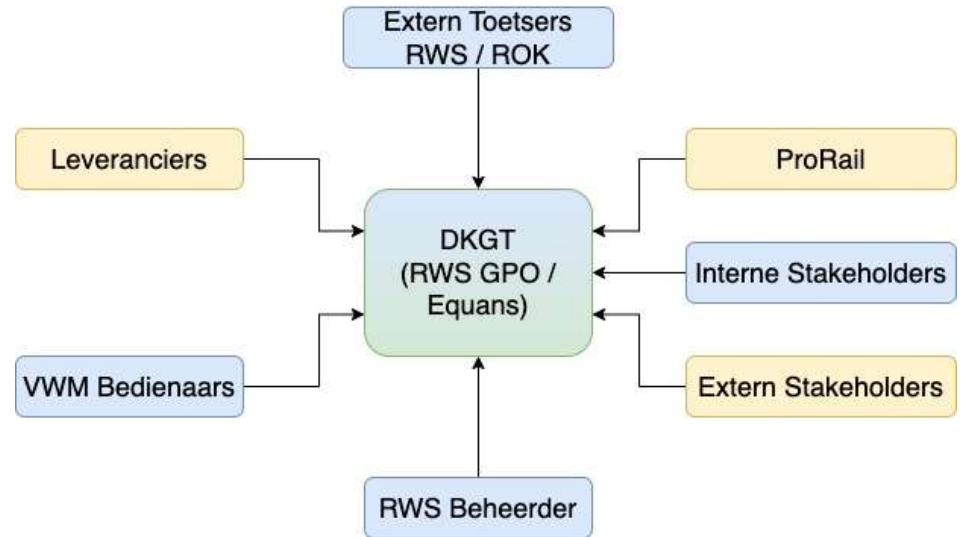 Extern Toetsers
RWS / ROK
Leveranciers
ProRail
DKGT
(RWS GPO /
Equans)
Interne Stakeholders
VWM Bedienaars
Extern Stakeholders
RWS Beheerder